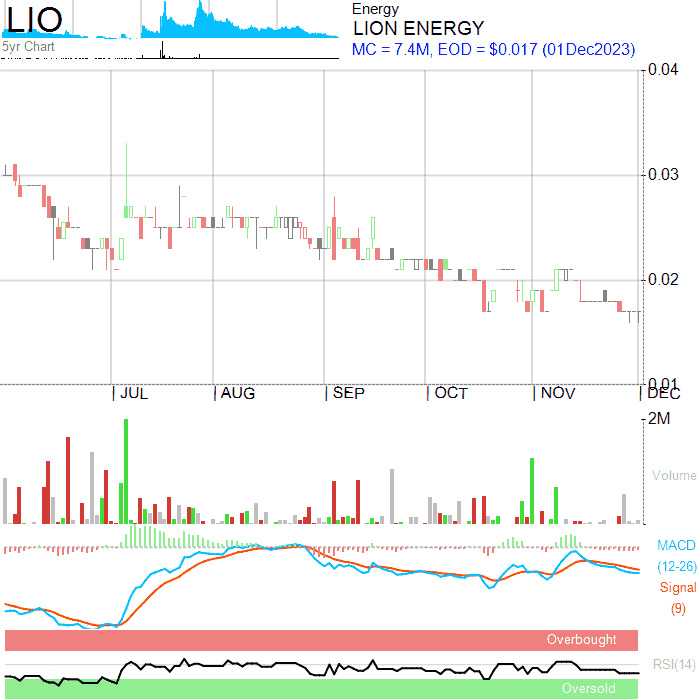 LIO
5yr Chart
Energy
LION ENERGY
MC = 7.4M, EOD = $0.017 (01Dec2023)
0.04
0.03
0.02
0.01
JUL
AUG
SEP
OCT
NOV
DEC
2M
Volume
MACD
(12-26)
Signal
(9)
Overbought
RSI(14)
Oversold